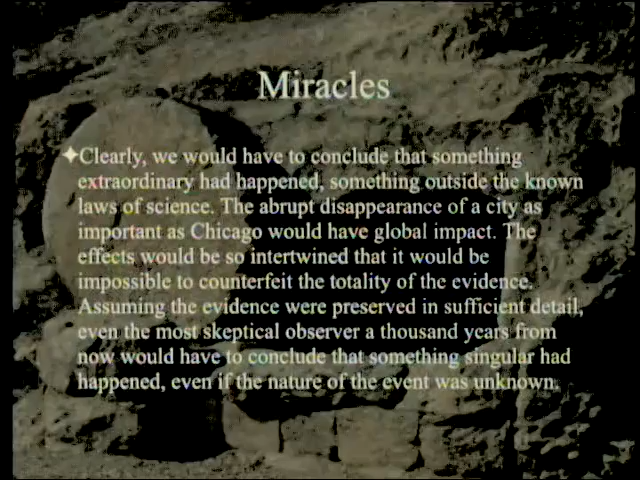 Miracles
✦Clearly, we would have to conclude that something
extraordinary had happened, something outside the known
laws of science. The abrupt disappearance of a city as
important as Chicago would have global impact. The
effects would be so intertwined that it would be
impossible to counterfeit the totality of the evidence.
Assuming the evidence were preserved in sufficient detail,
even the most skeptical observer a thousand years from
now would have to conclude that something singular had
happened, even if the nature of the event was unknown.